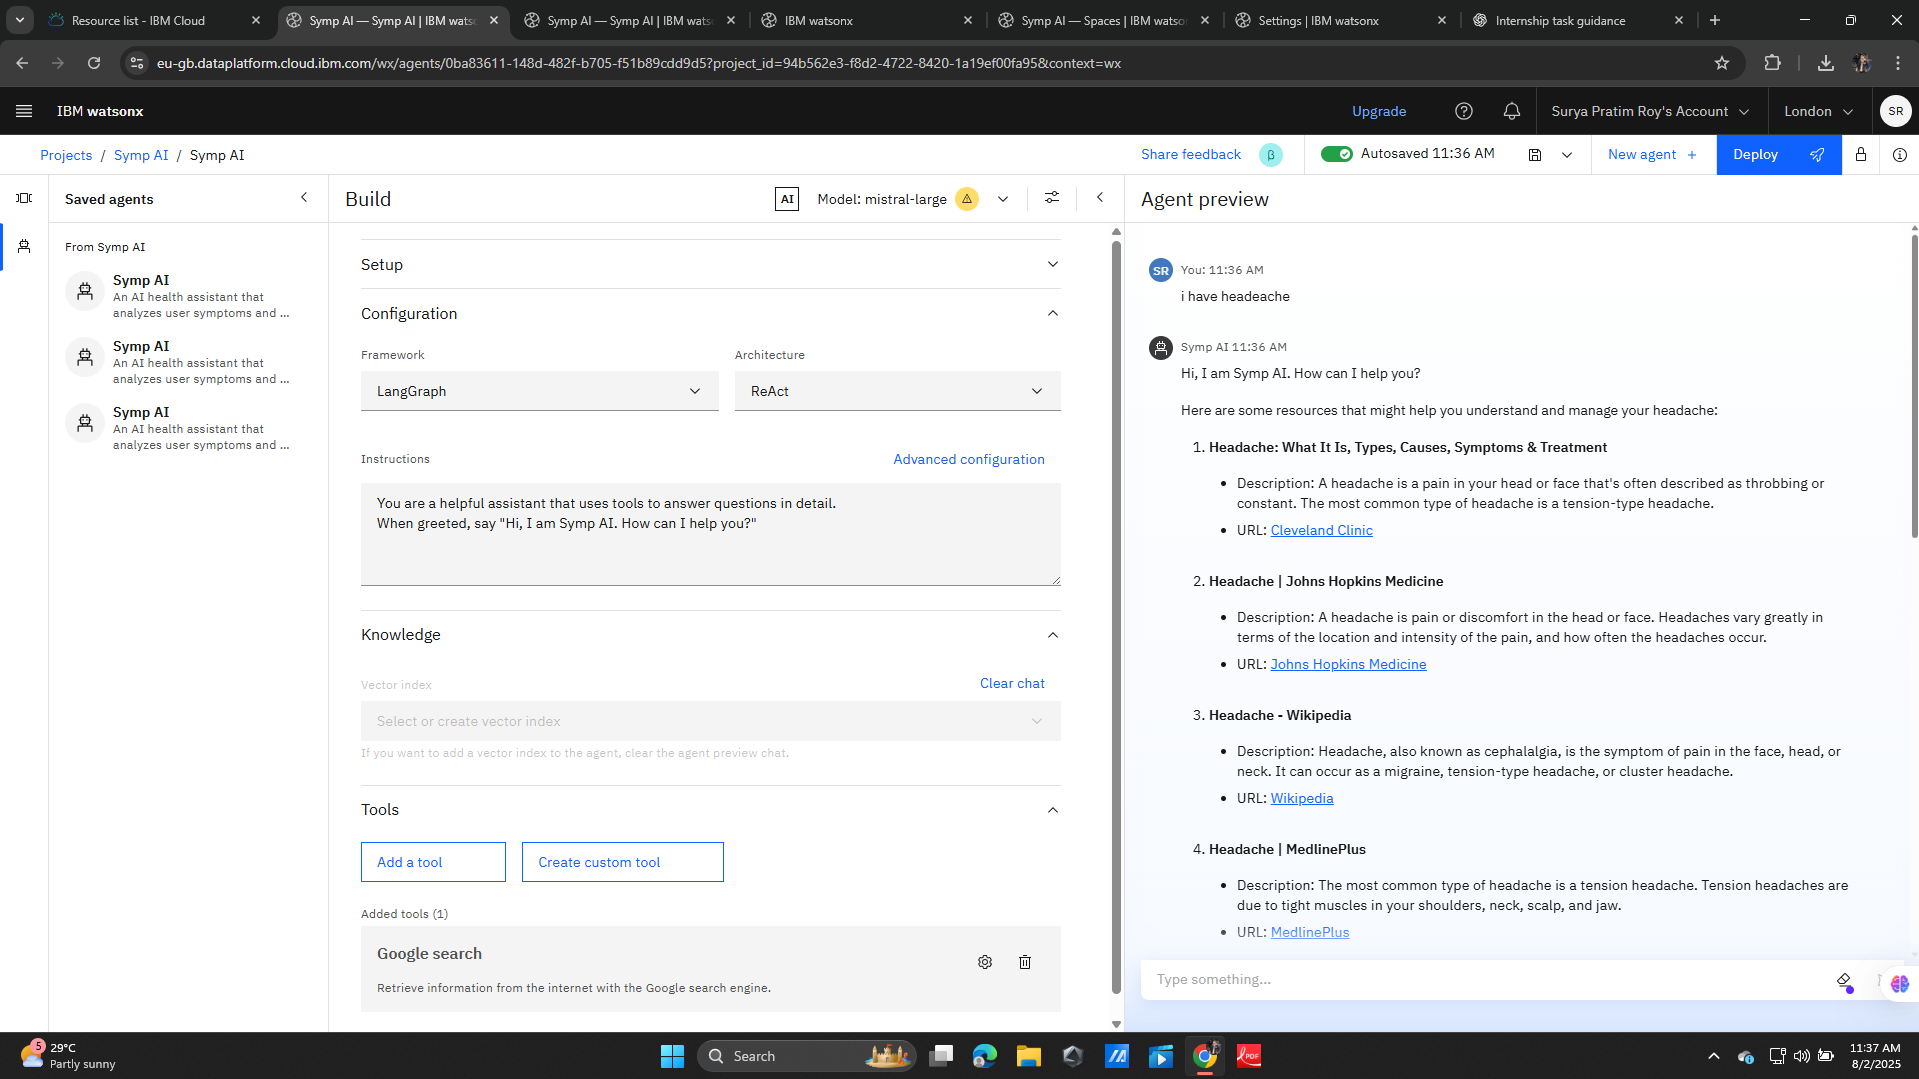 Resource list - IBM Cloud
Symp AI — Symp AI | IBM wats
Symp AI — Symp AI | IBM wats
IBM watsonx
Symp AI — Spaces | IBM watso
Settings | IBM watsonx
Internship task guidance
eu-gb.dataplatform.cloud.ibm.com/wx/agents/0ba83611-148d-482f-b705-f51b89cdd9d5?project_id=94b562e3-f8d2-4722-8420-1a19ef00fa95&context=wx
IBM watsonx
Upgrade
Surya Pratim Roy's Account
London
SR
Projects / Symp AI / Symp AI
Share feedback
β
Autosaved 11:36 AM
New agent +
Deploy
Saved agents
From Symp AI
Symp AI
An AI health assistant that
analyzes user symptoms and ...
Symp AI
An AI health assistant that
analyzes user symptoms and ...
Symp AI
An AI health assistant that
analyzes user symptoms and ...
Build
AI
Model: mistral-large
Setup
Configuration
Framework
Architecture
LangGraph
ReAct
Instructions
Advanced configuration
You are a helpful assistant that uses tools to answer questions in detail.
When greeted, say "Hi, I am Symp AI. How can I help you?"
Knowledge
Vector index
Clear chat
Select or create vector index
If you want to add a vector index to the agent, clear the agent preview chat.
Tools
Add a tool
Create custom tool
Added tools (1)
Google search
Retrieve information from the internet with the Google search engine.
Agent preview
SR
You: 11:36 AM
i have headeache
Symp AI 11:36 AM
Hi, I am Symp AI. How can I help you?
Here are some resources that might help you understand and manage your headache:
1. Headache: What It Is, Types, Causes, Symptoms & Treatment
• Description: A headache is a pain in your head or face that's often described as throbbing or
constant. The most common type of headache is a tension-type headache.
• URL: Cleveland Clinic
2. Headache | Johns Hopkins Medicine
• Description: A headache is pain or discomfort in the head or face. Headaches vary greatly in
terms of the location and intensity of the pain, and how often the headaches occur.
• URL: Johns Hopkins Medicine
3. Headache - Wikipedia
• Description: Headache, also known as cephalalgia, is the symptom of pain in the face, head, or
neck. It can occur as a migraine, tension-type headache, or cluster headache.
• URL: Wikipedia
4. Headache | MedlinePlus
• Description: The most common type of headache is a tension headache. Tension headaches are
due to tight muscles in your shoulders, neck, scalp, and jaw.
• URL: MedlinePlus
Type something...
5
29°C
Partly sunny
Search
PDF
11:37 AM
8/2/2025